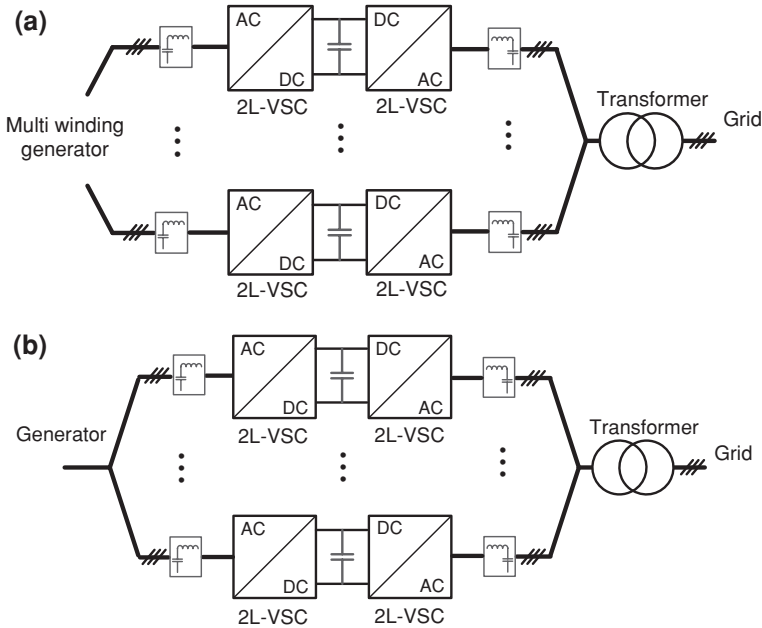 (a)
AC
DC
2L-VSC
DC
AC
2L-VSC
Multi winding
generator
Transformer
Grid
AC
DC
2L-VSC
DC
AC
2L-VSC
(b)
AC
DC
2L-VSC
DC
AC
2L-VSC
Generator
Transformer
Grid
AC
DC
2L-VSC
DC
AC
2L-VSC